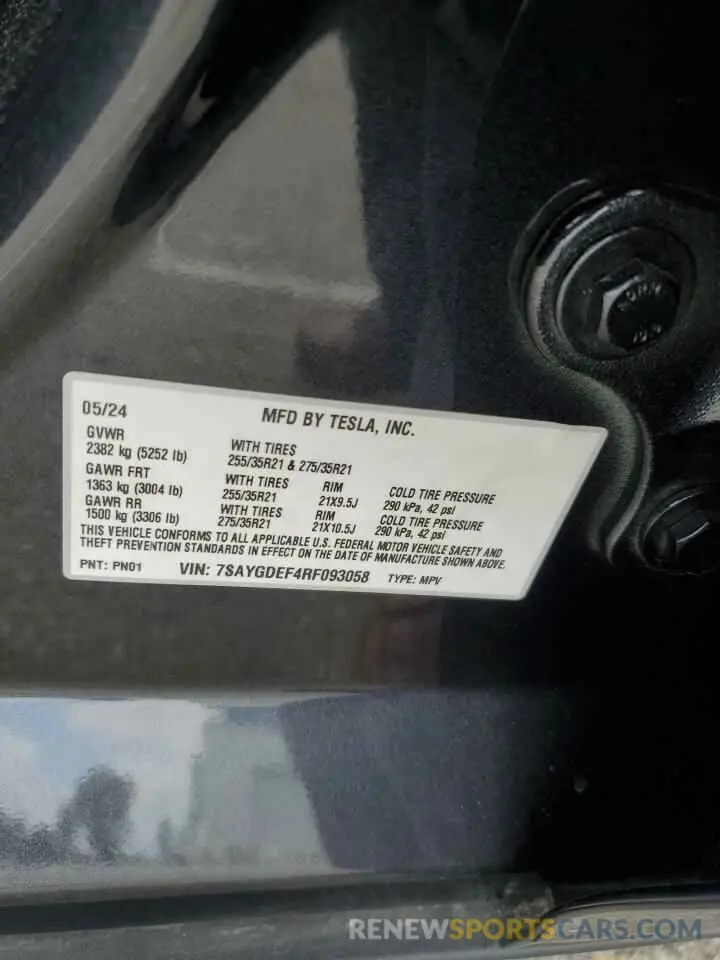 05/24 MFD BY TESLA, INC.
GVWR
2382 kg (5252 lb) WITH TIRES
255/35R21 & 275/35R21
GAWR FRT WITH TIRES RIM COLD TIRE PRESSURE
1363 kg (3004 lb) 255/35R21 21X9.5J 290 kPa, 42 psi
GAWR RR WITH TIRES RIM COLD TIRE PRESSURE
1500 kg (3306 lb) 275/35R21 21X10.5J 290 kPa, 42 psi
THIS VEHICLE CONFORMS TO ALL APPLICABLE U.S. FEDERAL MOTOR VEHICLE SAFETY AND
THEFT PREVENTION STANDARDS IN EFFECT ON THE DATE OF MANUFACTURE SHOWN ABOVE.
PNT: PN01 VIN: 7SAYGDEF4RF093058 TYPE: MPV
RENEWSPORTSCARS.COM